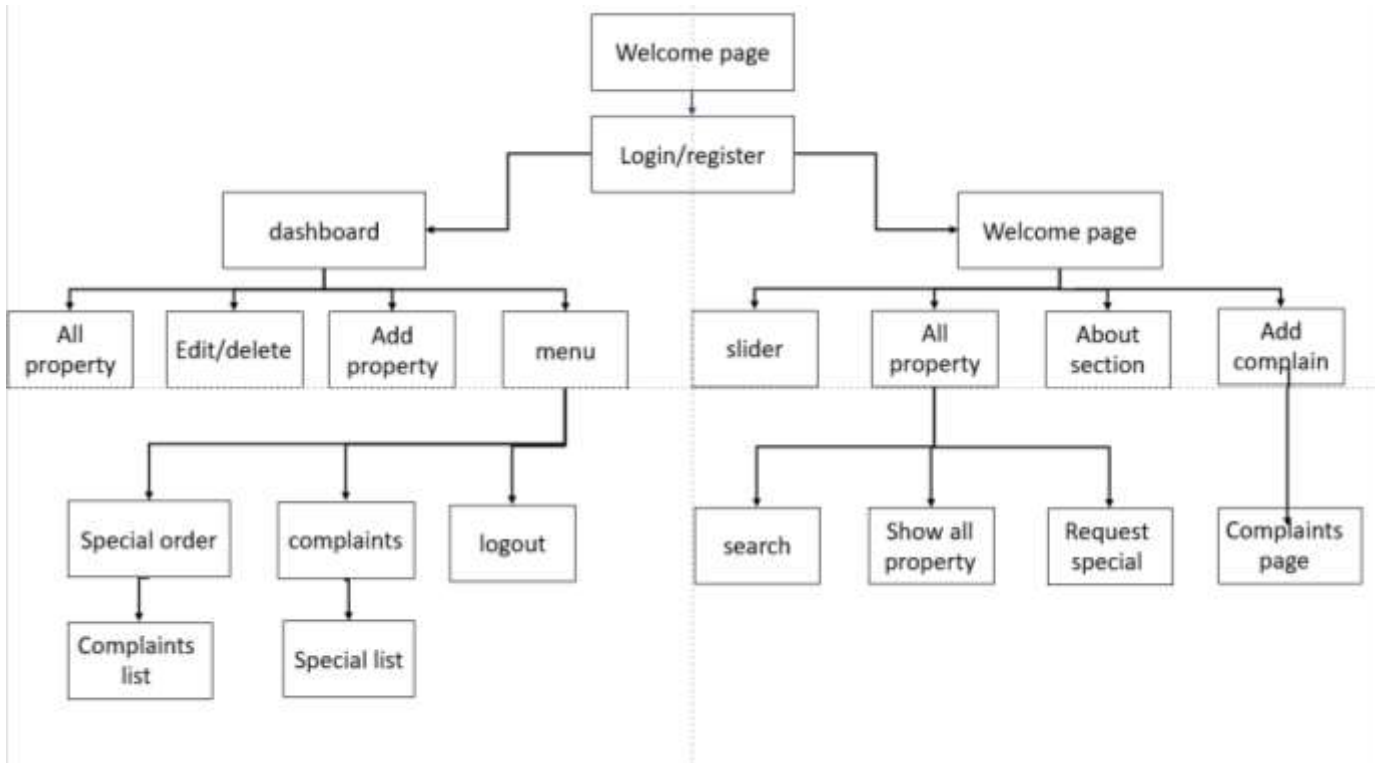 Welcome page
Login/register
dashboard
Welcome page
All
property
Edit/delete
Add
property
menu
slider
All
property
About
section
Add
complain
Special order
complaints
logout
search
Show all
property
Request
special
Complaints
page
Complaints
list
Special list